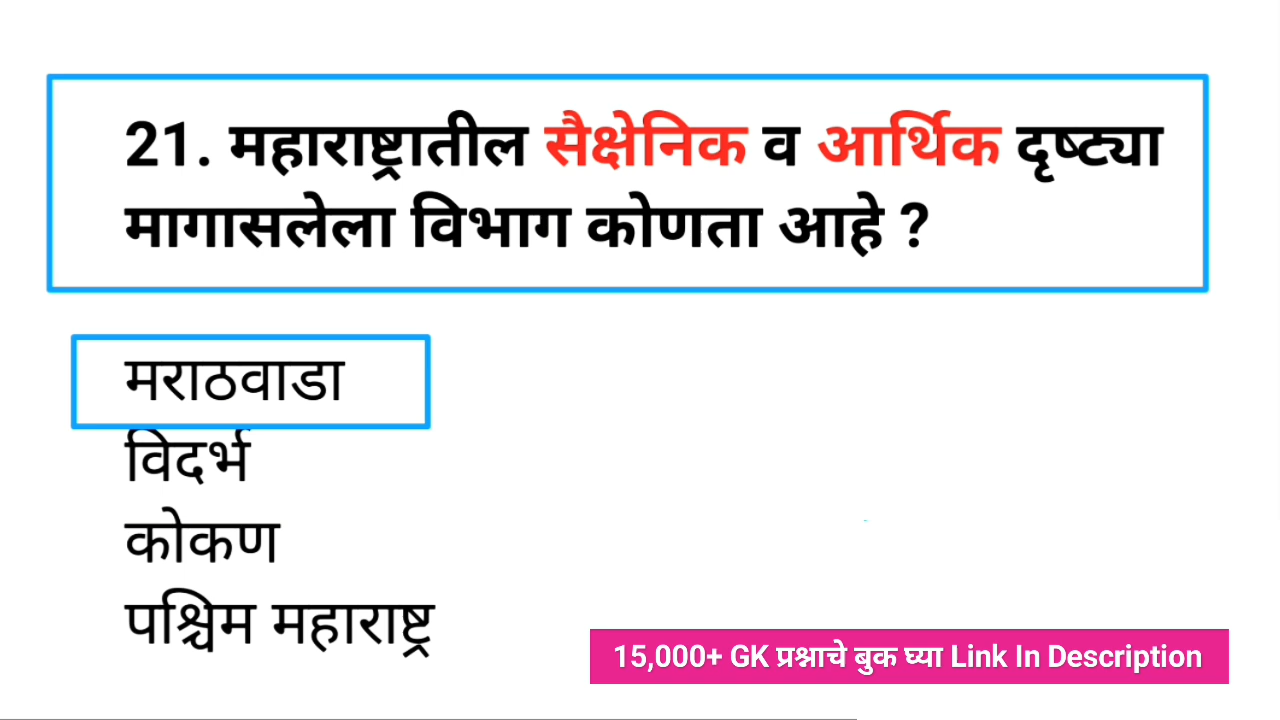 21. महाराष्ट्रातील सैक्षेनिक व आर्थिक दृष्ट्या
मागासलेला विभाग कोणता आहे ?
मराठवाडा
विदर्भ
कोकण
पश्चिम महाराष्ट्र
15,000+ GK प्रश्नाचे बुक घ्या Link In Description